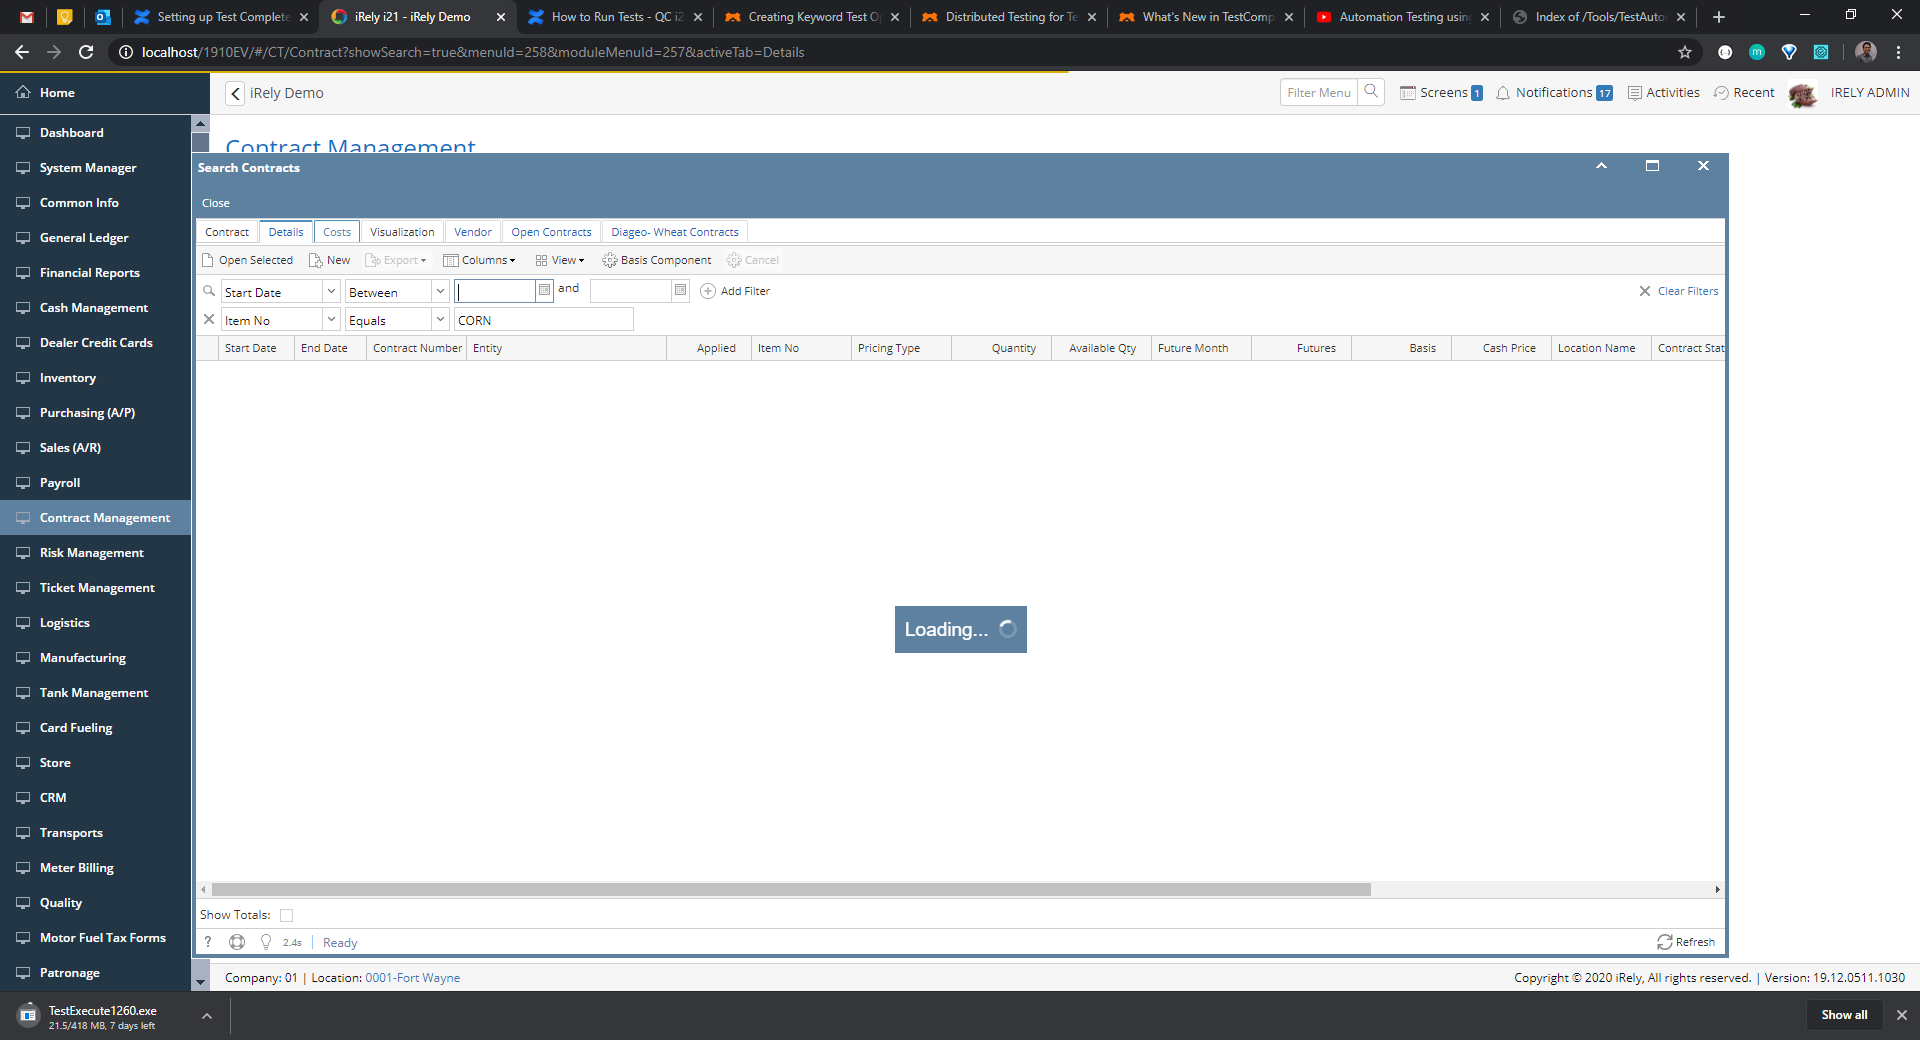 Setting up Test Complete
iRely i21 - iRely Demo
How to Run Tests - QC i2
Creating Keyword Test O
Distributed Testing for Te
What's New in TestComp
Automation Testing using
Index of /Tools/TestAutor
localhost/1910EV/#/CT/Contract?showSearch=true&menuId=258&moduleMenuId=257&activeTab=Details
Home
iRely Demo
Filter Menu
Screens 1
Notifications 17
Activities
Recent
IRELY ADMIN
Dashboard
System Manager
Common Info
General Ledger
Financial Reports
Cash Management
Dealer Credit Cards
Inventory
Purchasing (A/P)
Sales (A/R)
Payroll
Contract Management
Risk Management
Ticket Management
Logistics
Manufacturing
Tank Management
Card Fueling
Store
CRM
Transports
Meter Billing
Quality
Motor Fuel Tax Forms
Patronage
Contract Management
Search Contracts
Close
Contract Details Costs Visualization Vendor Open Contracts Diageo- Wheat Contracts
Open Selected New Export Columns View Basis Component Cancel
Start Date Between and Add Filter Clear Filters
Item No Equals CORN
Start Date End Date Contract Number Entity Applied Item No Pricing Type Quantity Available Qty Future Month Futures Basis Cash Price Location Name Contract Stat
Loading...
Show Totals:
? 2.4s Ready Refresh
Company: 01 | Location: 0001-Fort Wayne
Copyright © 2020 iRely, All rights reserved. | Version: 19.12.0511.1030
TestExecute1260.exe
21.5/418 MB, 7 days left
Show all